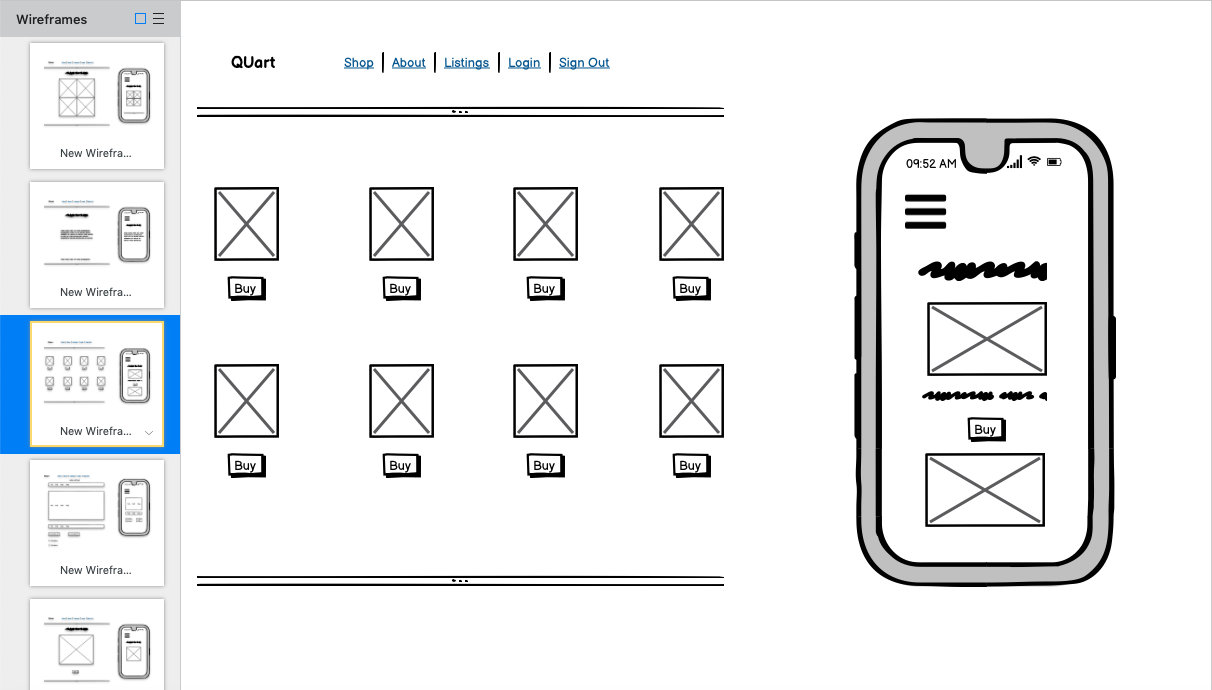 Wireframes
New Wirefra...
New Wirefra...
New Wirefra...
New Wirefra...
QUart
Shop About Listings Login Sign Out
Buy Buy Buy Buy
Buy Buy Buy Buy
09:52 AM
Buy